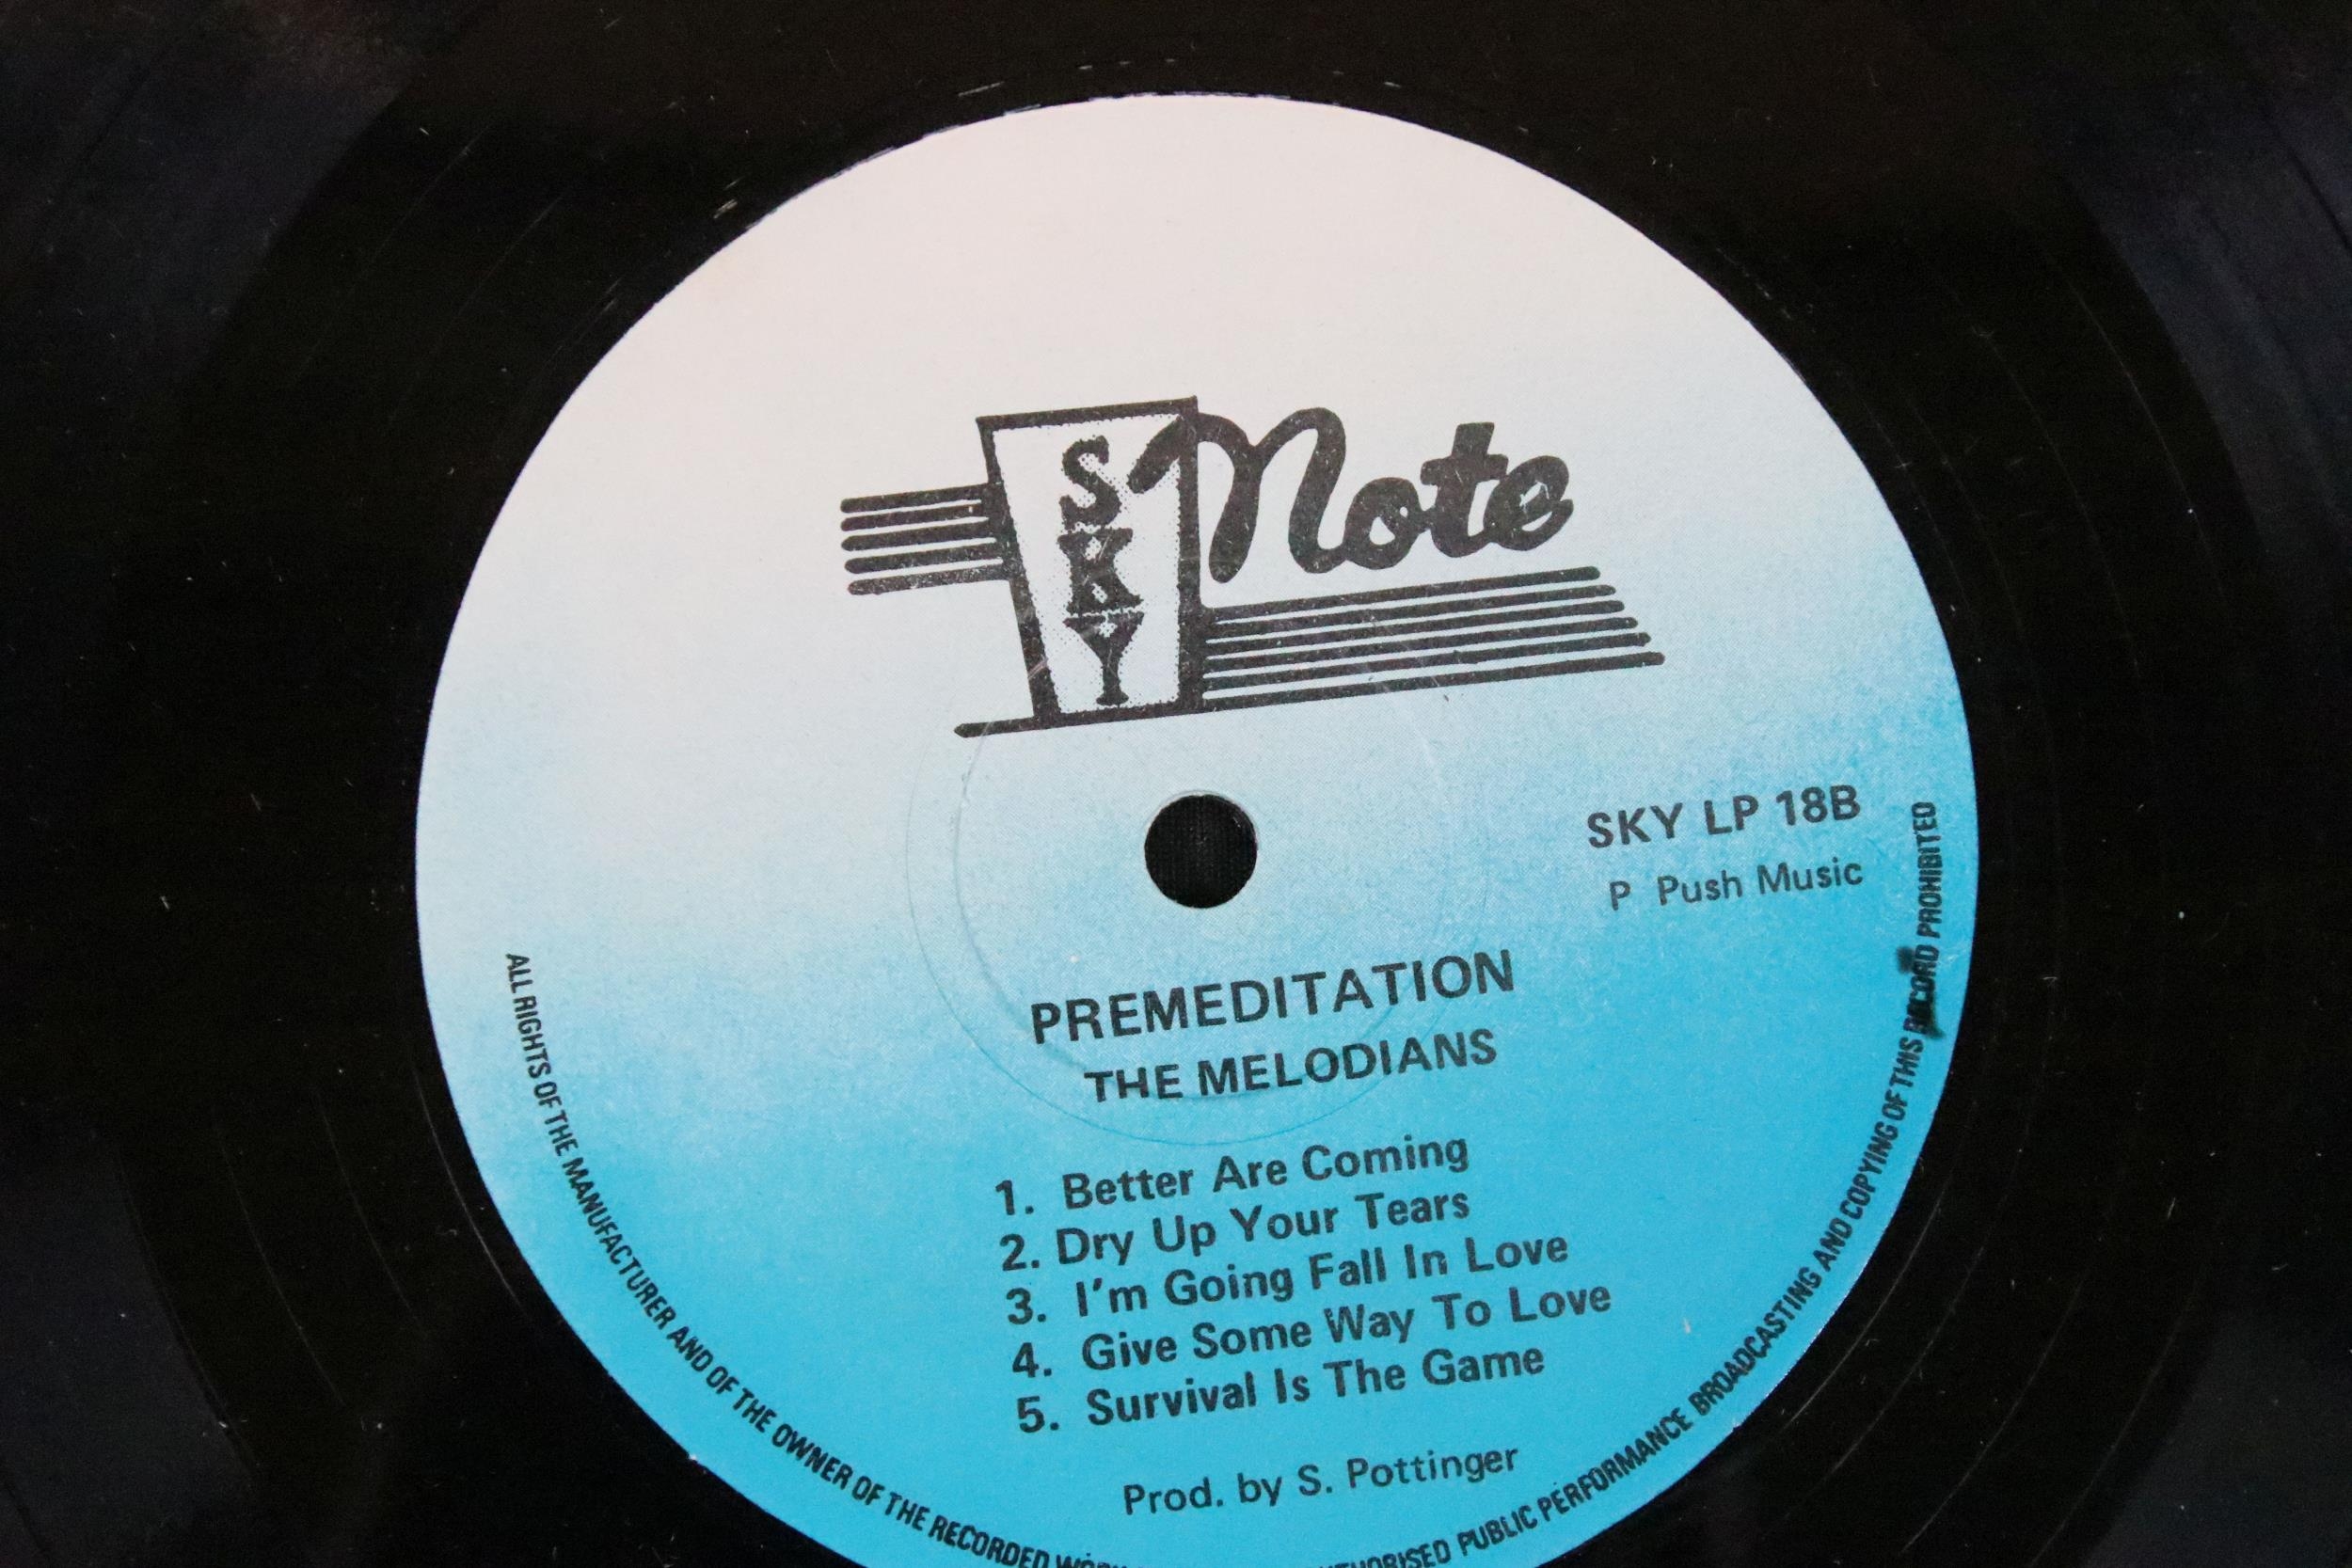 SKY Note
SKY LP 18B
P Push Music
PREMEDITATION
THE MELODIANS
1. Better Are Coming
2. Dry Up Your Tears
3. I'm Going Fall In Love
4. Give Some Way To Love
5. Survival Is The Game
Prod. by S. Pottinger
ALL RIGHTS OF THE MANUFACTURER AND OF THE OWNER OF THE RECORDED PUBLIC PERFORMANCE BROADCASTING AND COPYING OF THIS RECORD PROHIBITED